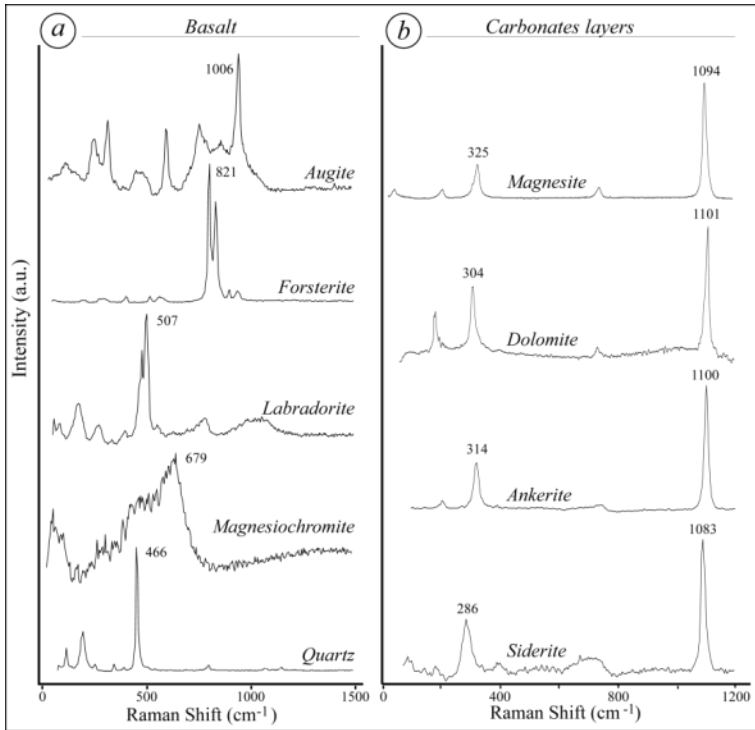 a Basalt
Intensity (a.u.)
1006
Augite
821
Forsterite
507
Labradorite
679
Magnesiochromite
466
Quartz
0 500 1000 1500
Raman Shift (cm-1)
b Carbonates layers
1094
325
Magnesite
1101
304
Dolomite
1100
314
Ankerite
1083
286
Siderite
0 400 800 1200
Raman Shift (cm-1)